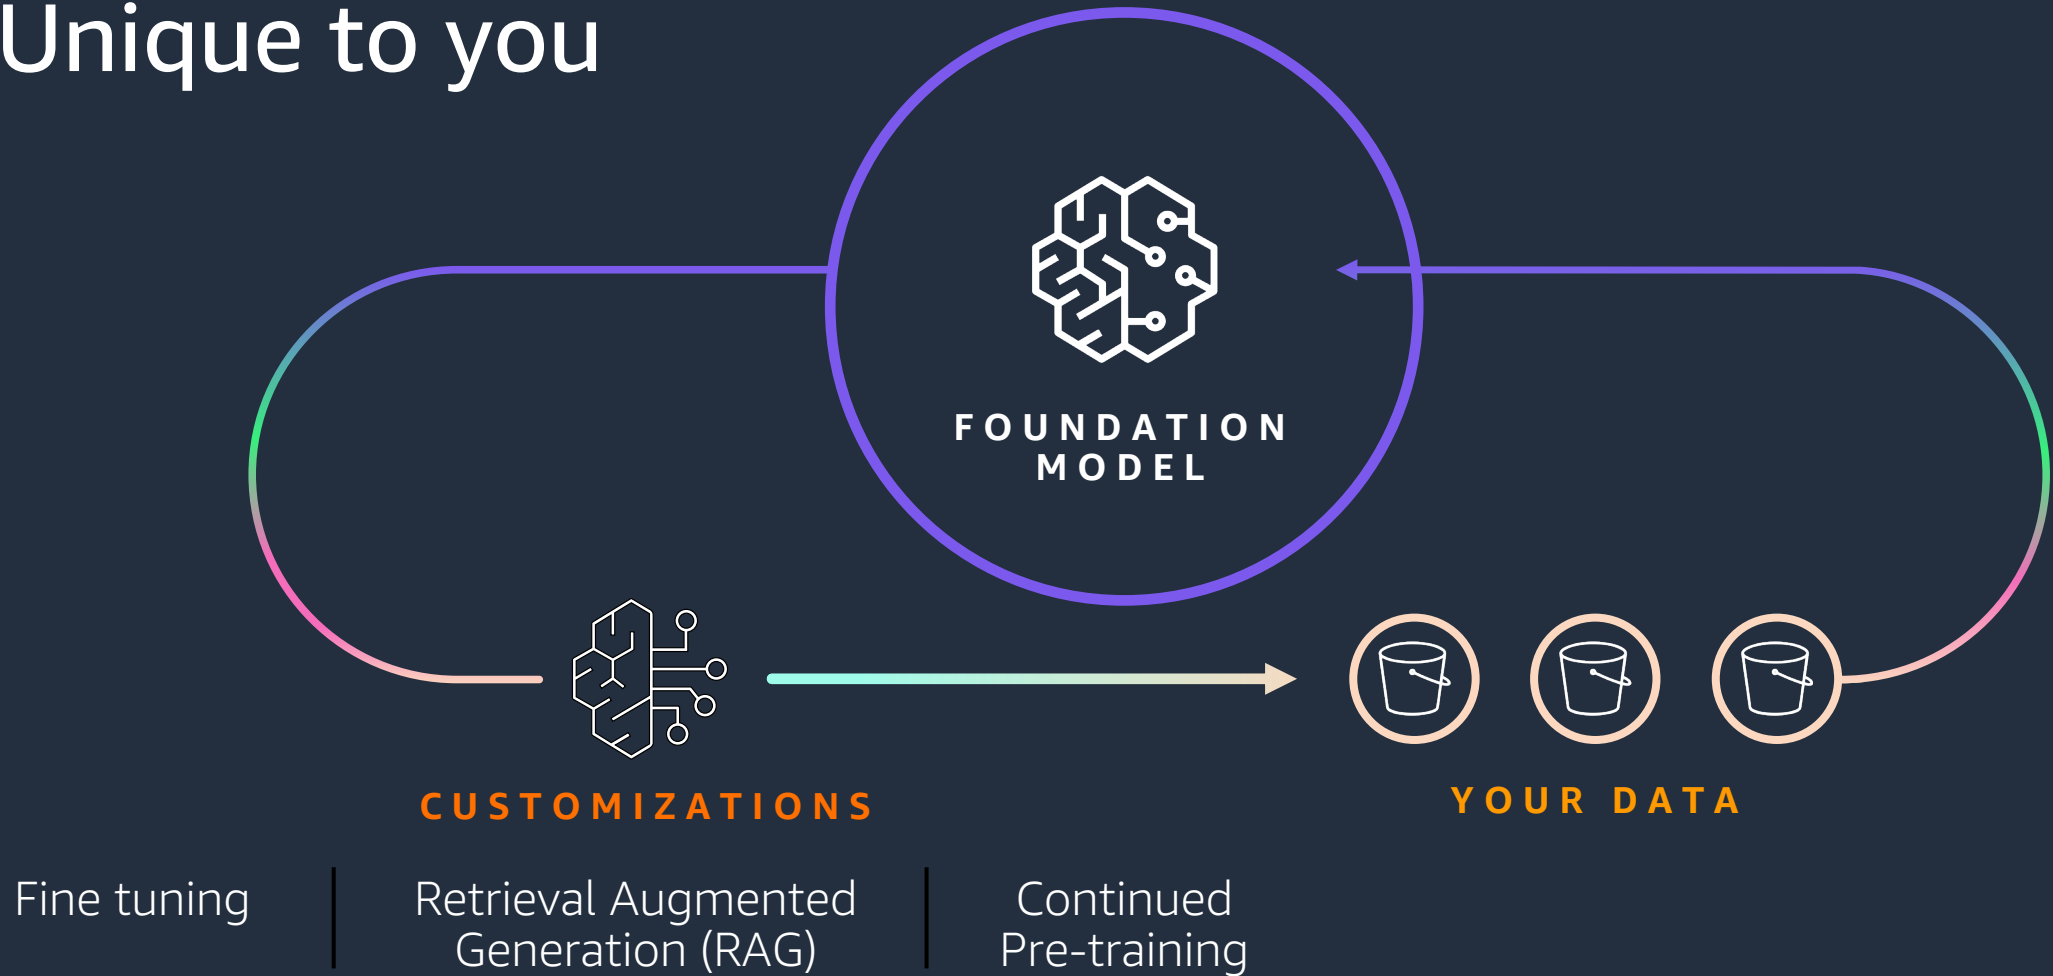 Unique to you
FOUNDATION
MODEL
CUSTOMIZATIONS
YOUR DATA
Fine tuning
Retrieval Augmented
Generation (RAG)
Continued
Pre-training